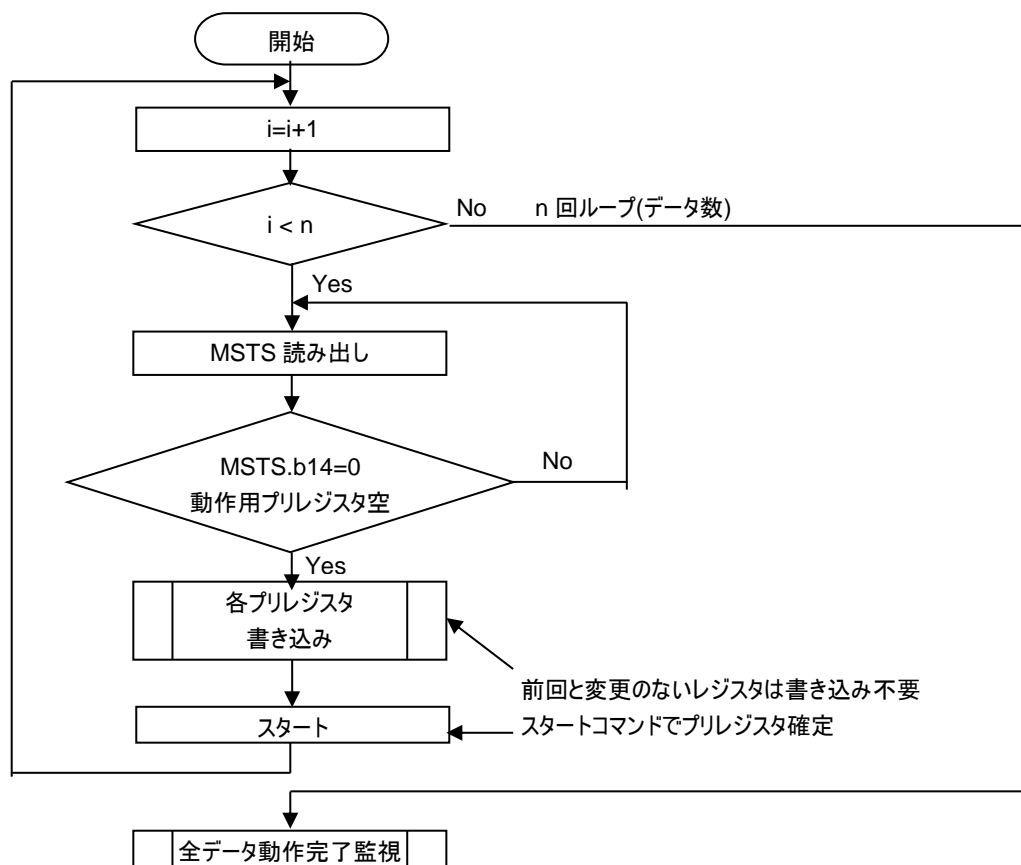 開始
i=i+1
i < n
No n 回ループ(データ数)
Yes
MSTS 読み出し
MSTS.b14=0
動作用プリレジスタ空
No
Yes
各プリレジスタ
書き込み
前回と変更のないレジスタは書き込み不要
スタート
スタートコマンドでプリレジスタ確定
全データ動作完了監視